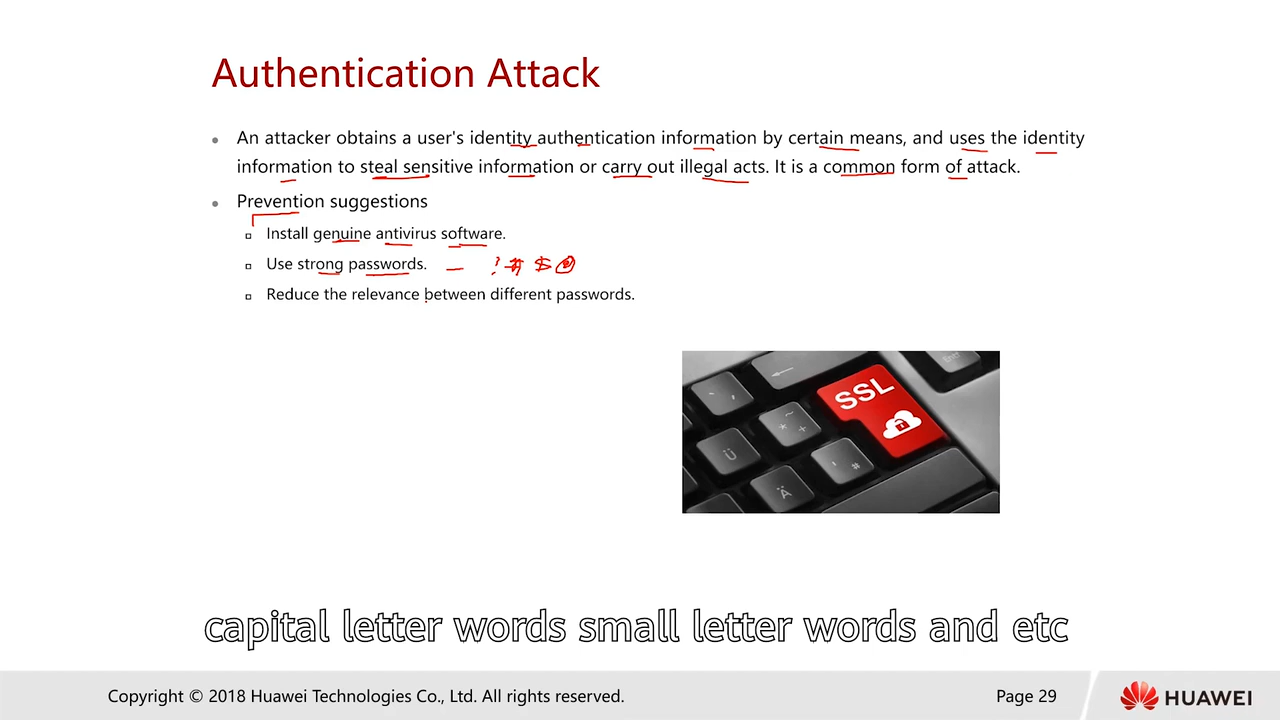 Authentication Attack
An attacker obtains a user's identity authentication information by certain means, and uses the identity
information to steal sensitive information or carry out illegal acts. It is a common form of attack.
Prevention suggestions
Install genuine antivirus software.
Use strong passwords. — ! # $ @
Reduce the relevance between different passwords.
SSL
capital letter words small letter words and etc
Copyright © 2018 Huawei Technologies Co., Ltd. All rights reserved.
Page 29
HUAWEI